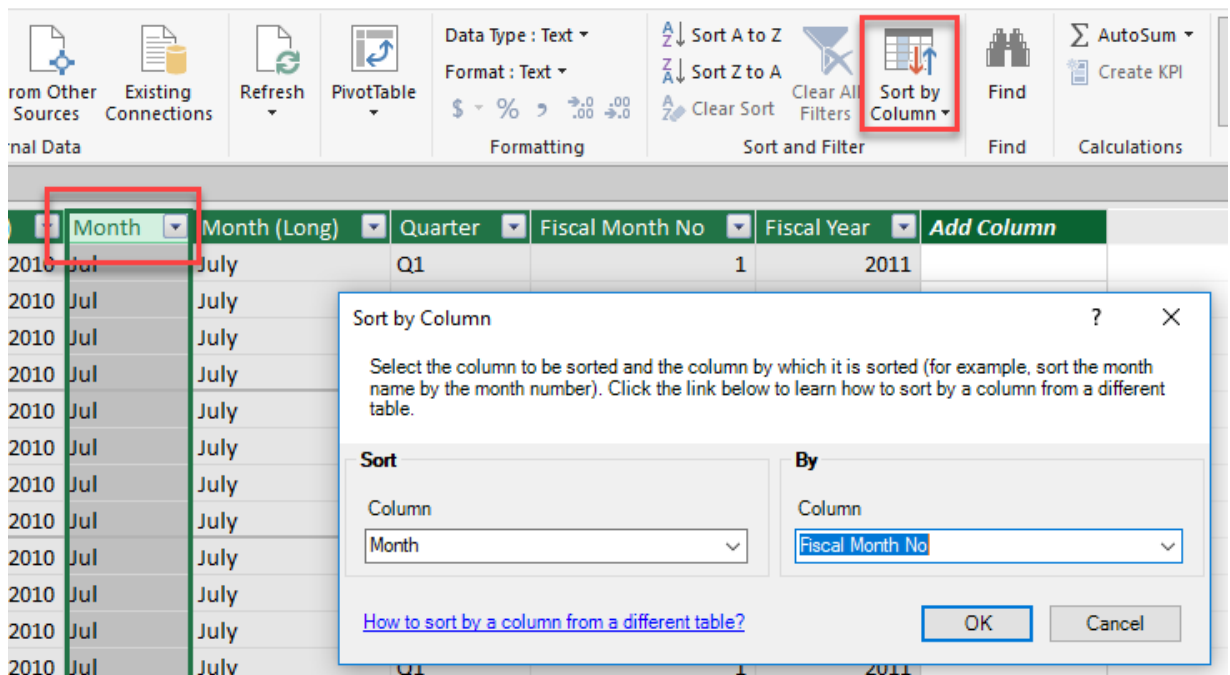 Data Type : Text
Sort A to Z
AutoSum
Format : Text
Sort Z to A
Create KPI
rom Other
Sources
Existing
Connections
Refresh
PivotTable
$ % , .00 .00
Clear Sort
Clear All
Filters
Sort by
Column
Find
nal Data
Formatting
Sort and Filter
Find
Calculations
) Month Month (Long) Quarter Fiscal Month No Fiscal Year Add Column
2010 Jul July Q1 1 2011
2010 Jul July
2010 Jul July
2010 Jul July
2010 Jul July
2010 Jul July
2010 Jul July
2010 Jul July
2010 Jul July
2010 Jul July
2010 Jul July
2010 Jul July Q1 1 2011
Sort by Column ?
Select the column to be sorted and the column by which it is sorted (for example, sort the month
name by the month number). Click the link below to learn how to sort by a column from a different
table.
Sort
By
Column
Column
Month
Fiscal Month No
How to sort by a column from a different table?
OK
Cancel